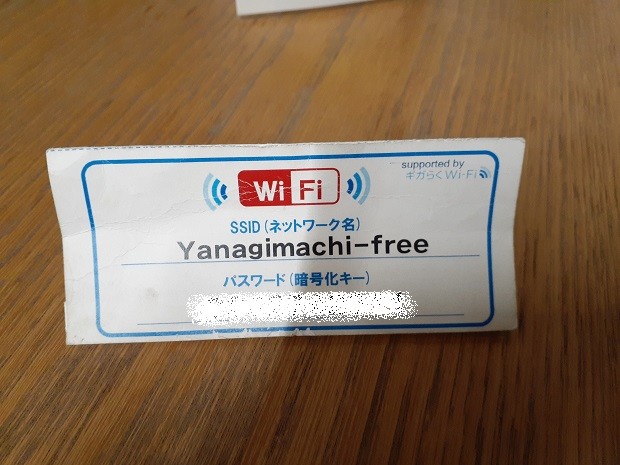 Wi Fi
supported by
ギガらくWi-Fi
SSID(ネットワーク名)
Yanagimachi-free
パスワード(暗号化キー)